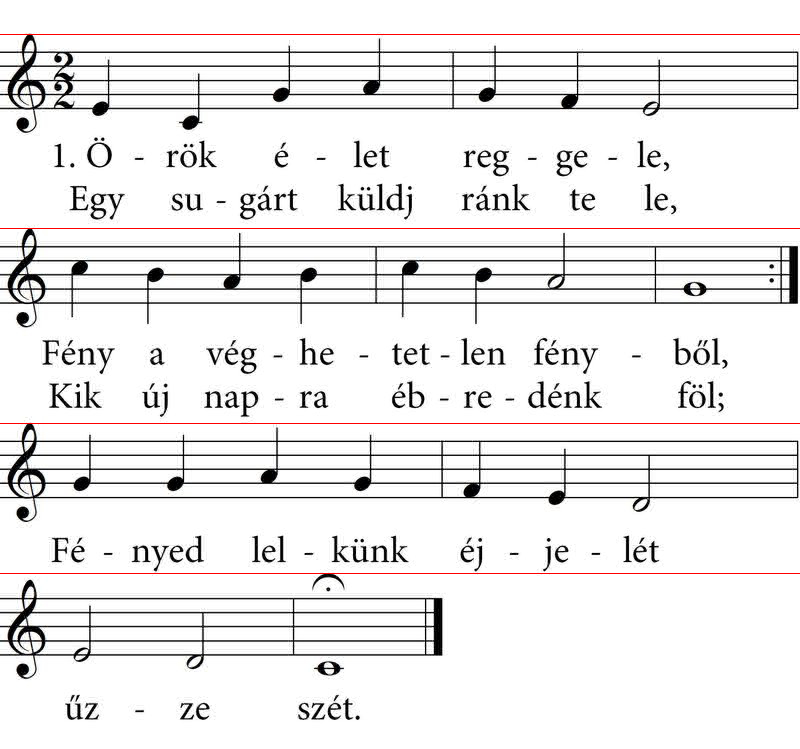 1. Ö - rök é - let reg - ge - le,
Egy su - gárt küldj ránk te le,
Fény a vég - he - tet - len fény - ből,
Kik új nap - ra éb - re - dénk föl;
Fé - nyed lel - künk éj - je - lét
űz - ze szét.